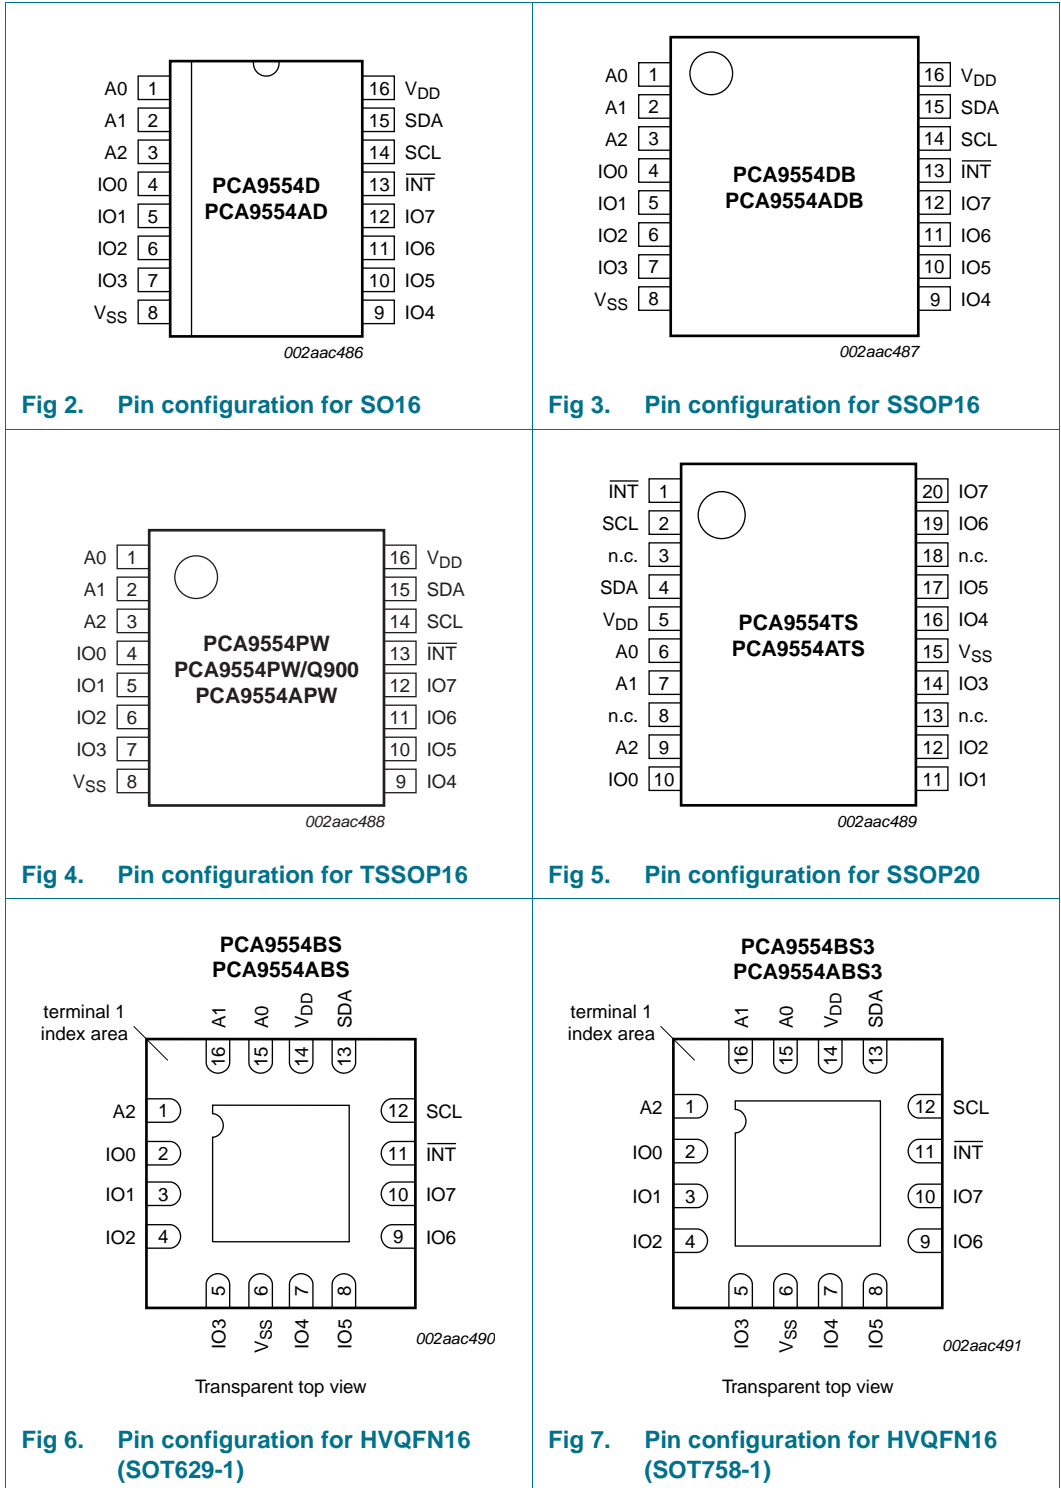 A0 1
A1 2
A2 3
IO0 4
IO1 5
IO2 6
IO3 7
VSS 8
PCA9554D
PCA9554AD
16 VDD
15 SDA
14 SCL
13 INT
12 IO7
11 IO6
10 IO5
9 IO4
002aac486
Fig 2. Pin configuration for SO16
A0 1
A1 2
A2 3
IO0 4
IO1 5
IO2 6
IO3 7
VSS 8
PCA9554DB
PCA9554ADB
16 VDD
15 SDA
14 SCL
13 INT
12 IO7
11 IO6
10 IO5
9 IO4
002aac487
Fig 3. Pin configuration for SSOP16
A0 1
A1 2
A2 3
IO0 4
IO1 5
IO2 6
IO3 7
VSS 8
PCA9554PW
PCA9554PW/Q900
PCA9554APW
16 VDD
15 SDA
14 SCL
13 INT
12 IO7
11 IO6
10 IO5
9 IO4
002aac488
Fig 4. Pin configuration for TSSOP16
INT 1
SCL 2
n.c. 3
SDA 4
VDD 5
A0 6
A1 7
n.c. 8
A2 9
IO0 10
PCA9554TS
PCA9554ATS
20 IO7
19 IO6
18 n.c.
17 IO5
16 IO4
15 VSS
14 IO3
13 n.c.
12 IO2
11 IO1
002aac489
Fig 5. Pin configuration for SSOP20
PCA9554BS
PCA9554ABS
terminal 1
index area
A1 A0 VDD SDA
16 15 14 13
A2 1
IO0 2
IO1 3
IO2 4
12 SCL
11 INT
10 IO7
9 IO6
5 6 7 8
IO3 VSS IO4 IO5
002aac490
Transparent top view
Fig 6. Pin configuration for HVQFN16
(SOT629-1)
PCA9554BS3
PCA9554ABS3
terminal 1
index area
A1 A0 VDD SDA
16 15 14 13
A2 1
IO0 2
IO1 3
IO2 4
12 SCL
11 INT
10 IO7
9 IO6
5 6 7 8
IO3 VSS IO4 IO5
002aac491
Transparent top view
Fig 7. Pin configuration for HVQFN16
(SOT758-1)